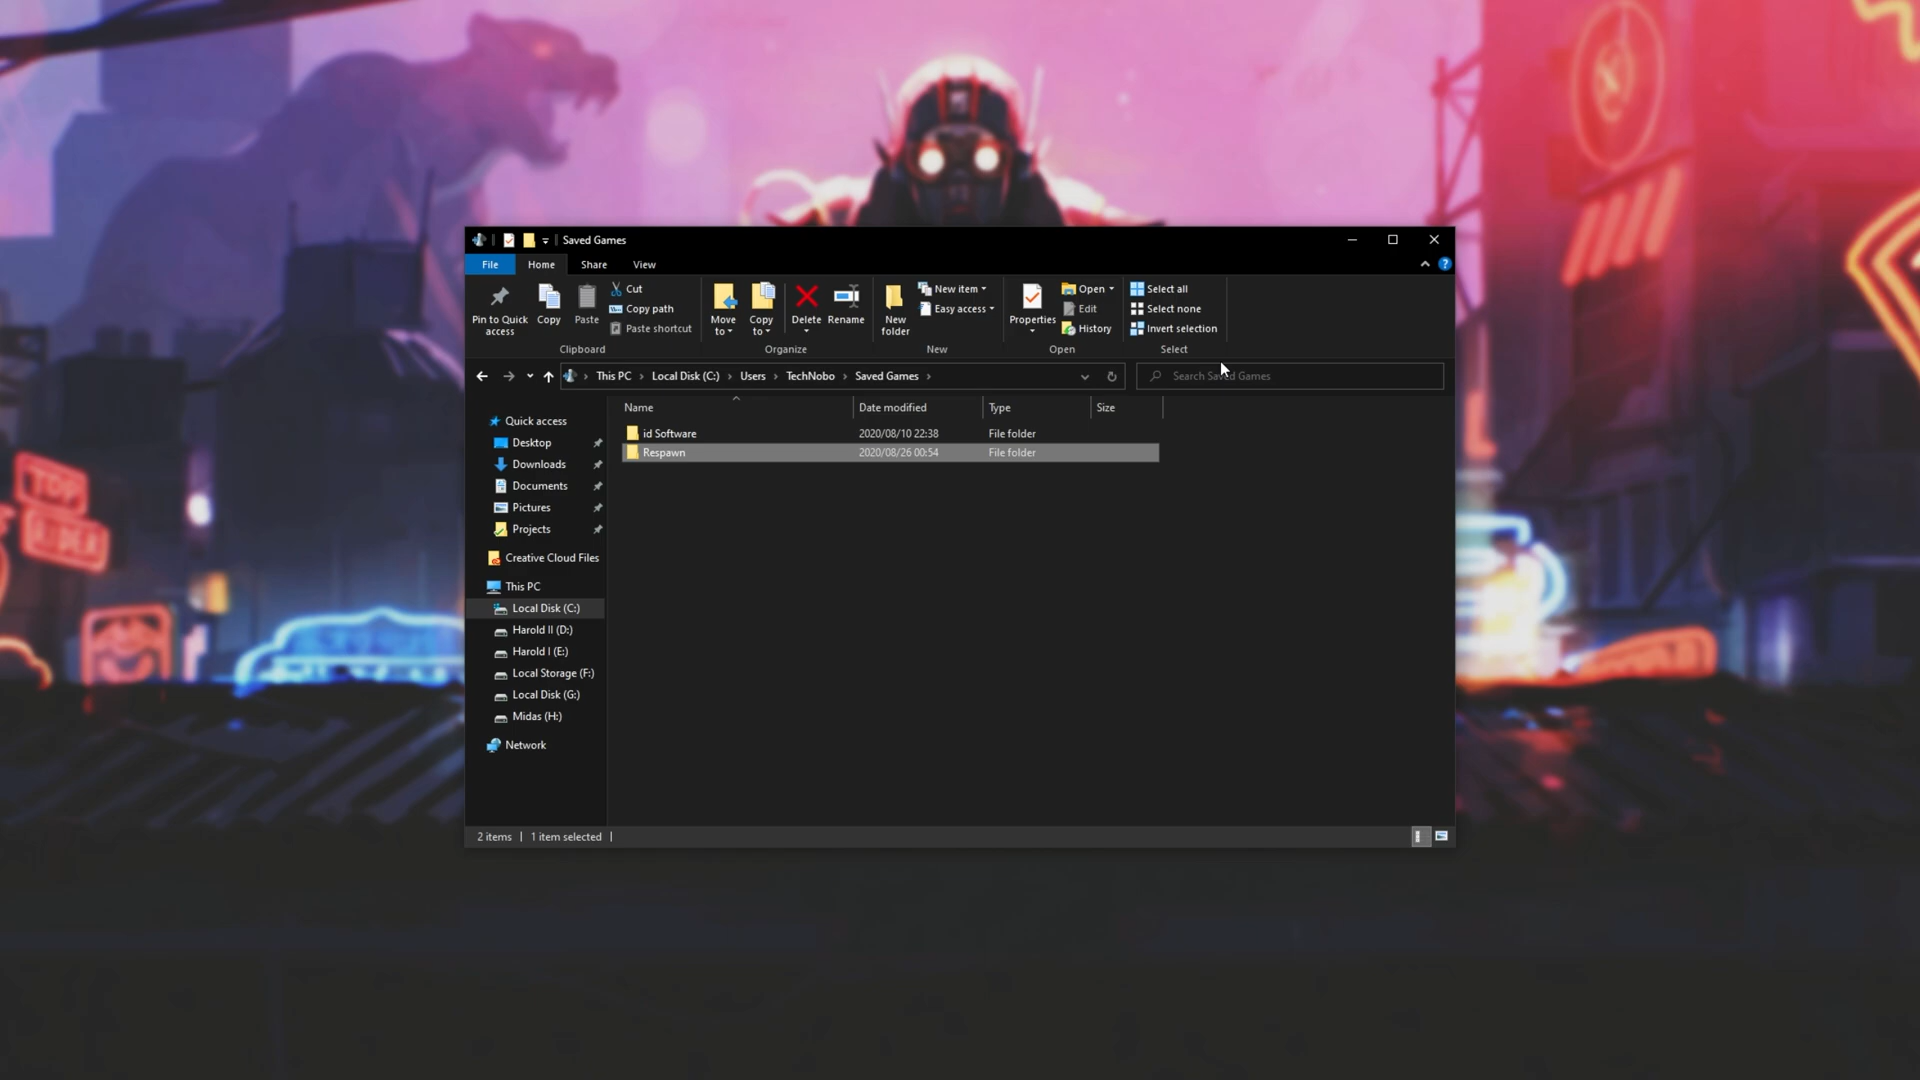 Saved Games
File Home Share View
Pin to Quick access
Copy
Paste
Cut
Copy path
Paste shortcut
Clipboard
Move to
Copy to
Delete
Rename
Organize
New folder
New item
Easy access
New
Properties
Open
Edit
History
Open
Select all
Select none
Invert selection
Select
This PC > Local Disk (C:) > Users > TechNobo > Saved Games >
Search Saved Games
Name Date modified Type Size
id Software 2020/08/10 22:38 File folder
Respawn 2020/08/26 00:54 File folder
Quick access
Desktop
Downloads
Documents
Pictures
Projects
Creative Cloud Files
This PC
Local Disk (C:)
Harold II (D:)
Harold I (E:)
Local Storage (F:)
Local Disk (G:)
Midas (H:)
Network
2 items | 1 item selected |
TOP
RIDER